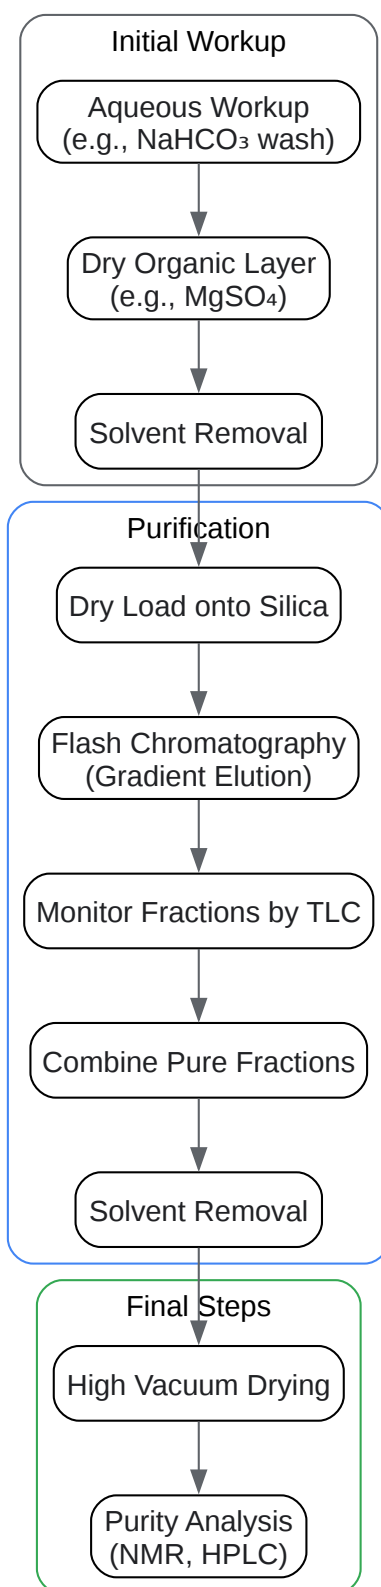 Initial Workup
Aqueous Workup
(e.g., NaHCO₃ wash)
Dry Organic Layer
(e.g., MgSO₄)
Solvent Removal
Purification
Dry Load onto Silica
Flash Chromatography
(Gradient Elution)
Monitor Fractions by TLC
Combine Pure Fractions
Solvent Removal
Final Steps
High Vacuum Drying
Purity Analysis
(NMR, HPLC)